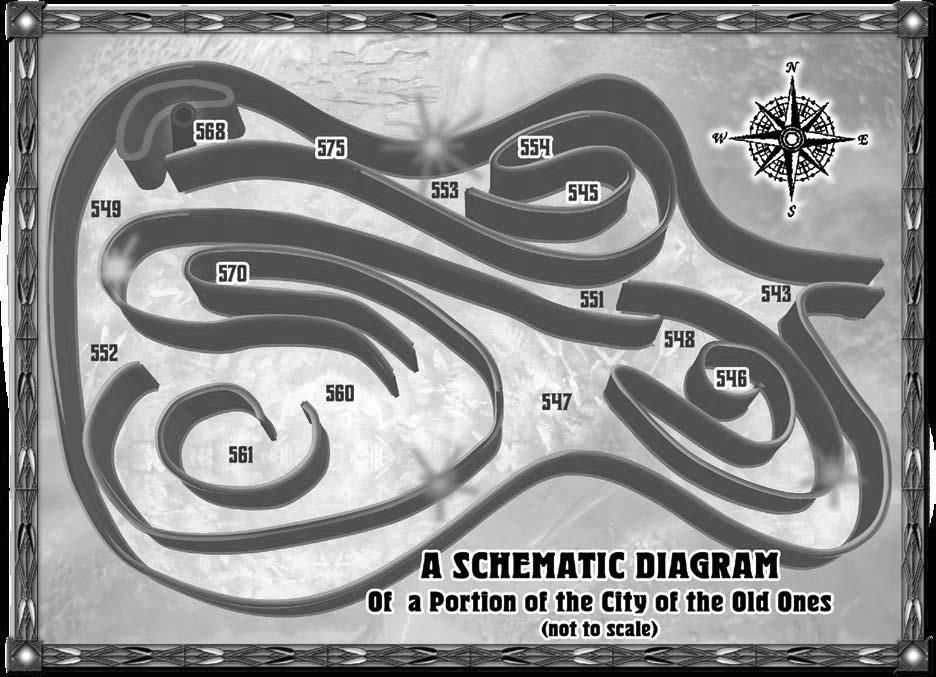 N
W E
S
568
575
554
553
545
549
570
551
543
548
552
546
560
547
561
A SCHEMATIC DIAGRAM
Of a Portion of the City of the Old Ones
(not to scale)